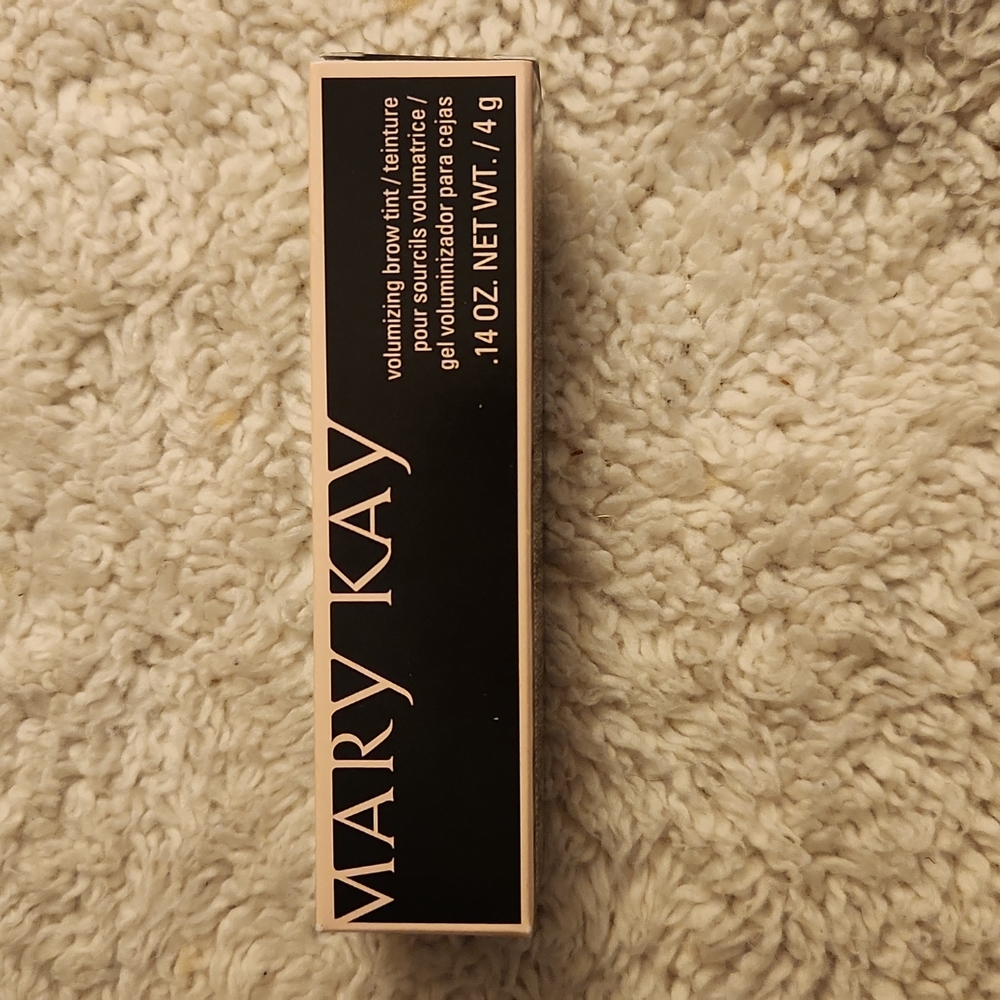 MARY KAY
volumizing brow tint / teinture
pour sourcils volumatrice /
gel voluminizador para cejas
.14 OZ. NET WT. / 4 g